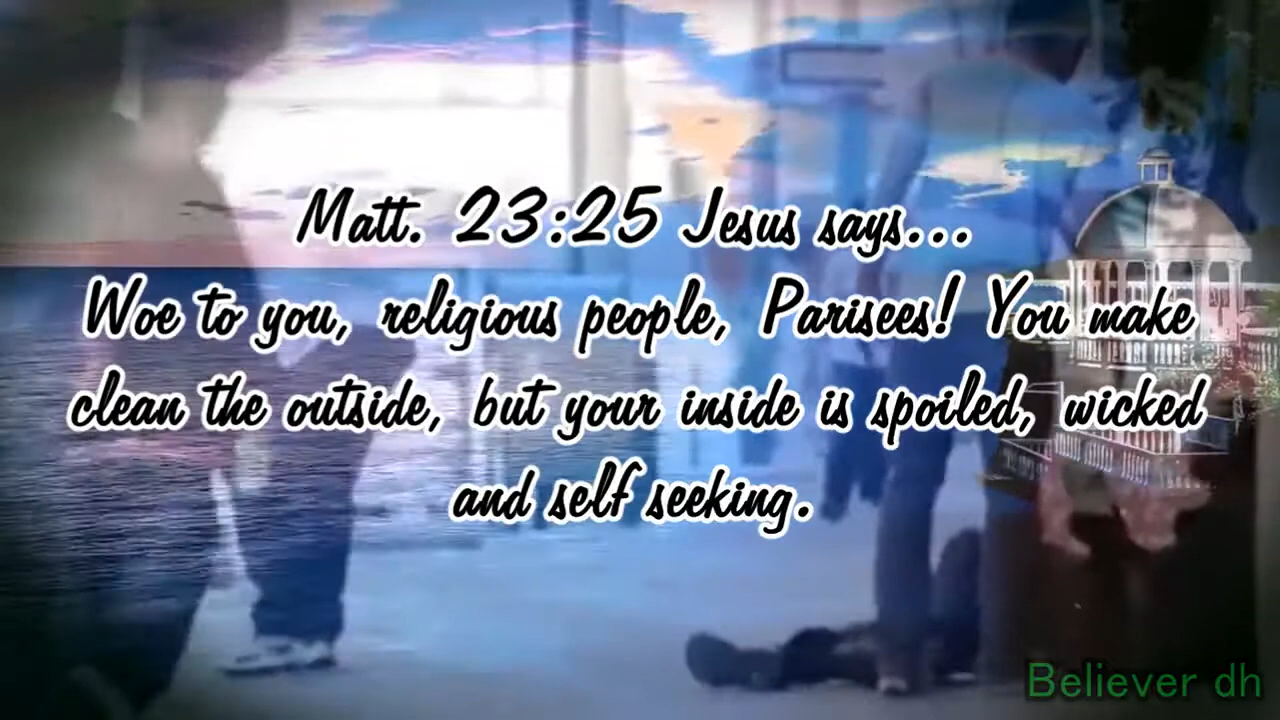 Matt. 23:25 Jesus says...
Woe to you, religious people, Parisees! You make
clean the outside, but your inside is spoiled, wicked
and self seeking.
Believer dh